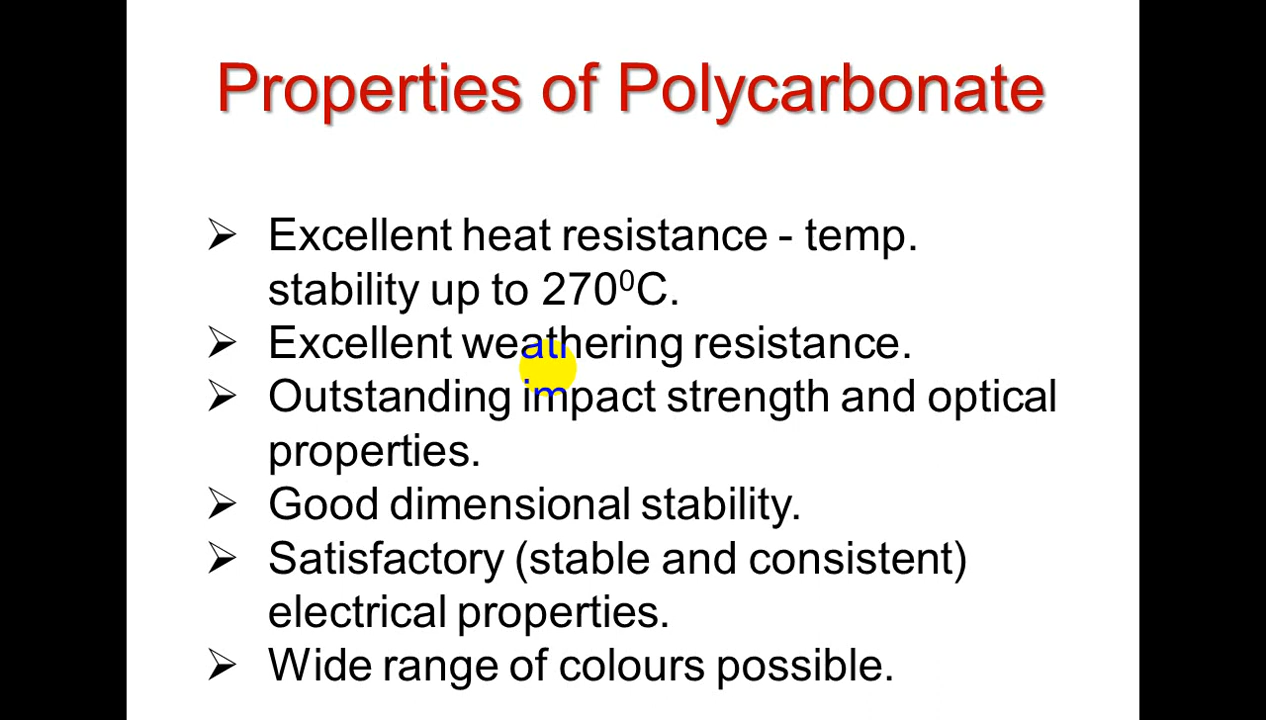 Properties of Polycarbonate
➢ Excellent heat resistance - temp.
stability up to 270⁰C.
➢ Excellent weathering resistance.
➢ Outstanding impact strength and optical
properties.
➢ Good dimensional stability.
➢ Satisfactory (stable and consistent)
electrical properties.
➢ Wide range of colours possible.